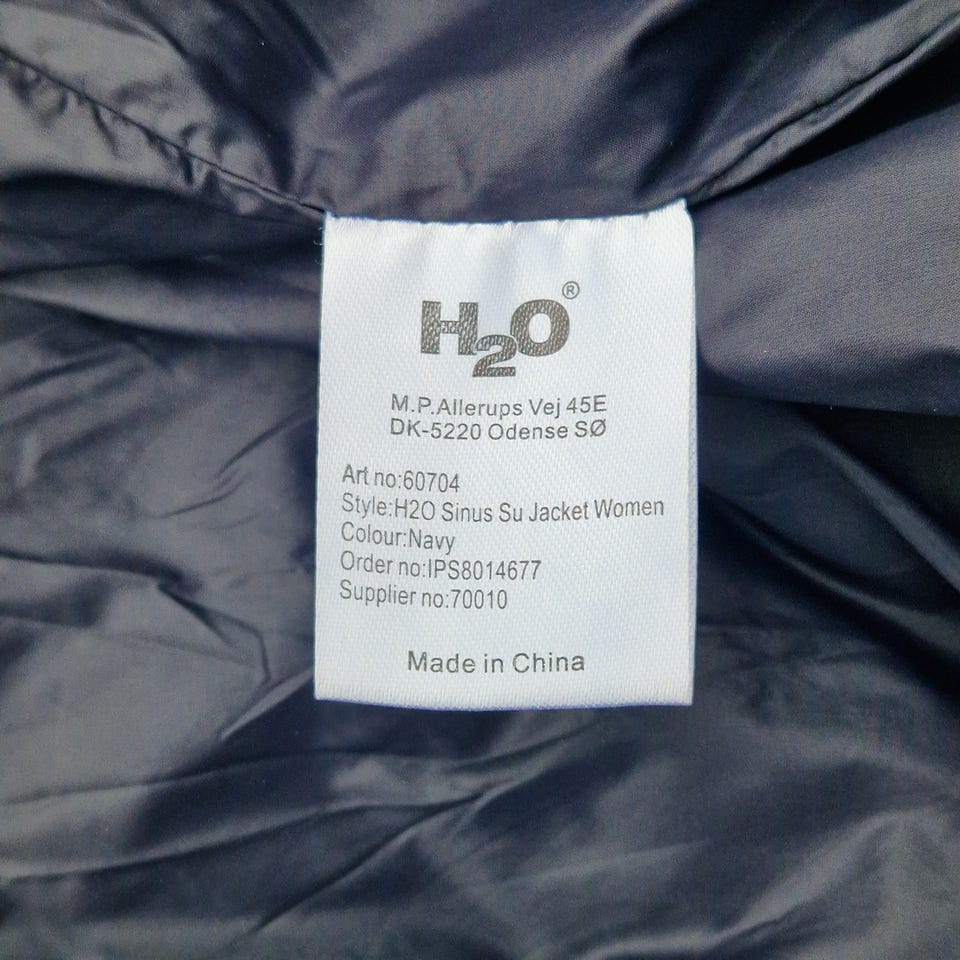 H2O®
M.P.Allerups Vej 45E
DK-5220 Odense SØ
Art no:60704
Style:H2O Sinus Su Jacket Women
Colour:Navy
Order no:IPS8014677
Supplier no:70010
Made in China